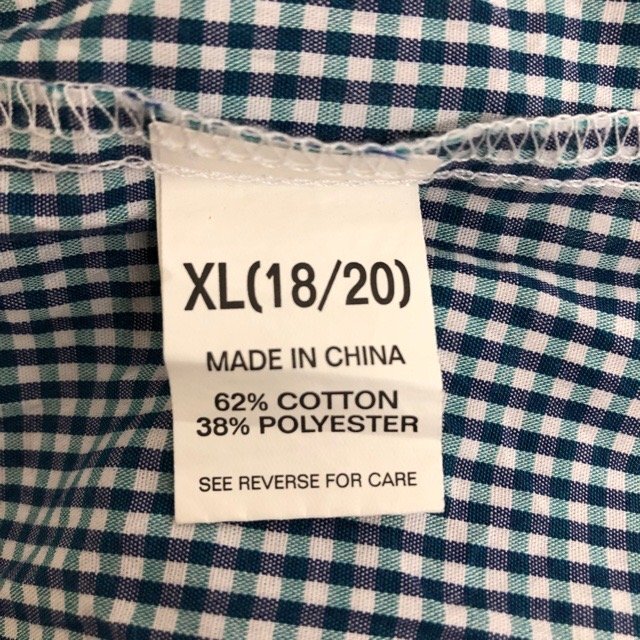 XL(18/20)
MADE IN CHINA
62% COTTON
38% POLYESTER
SEE REVERSE FOR CARE